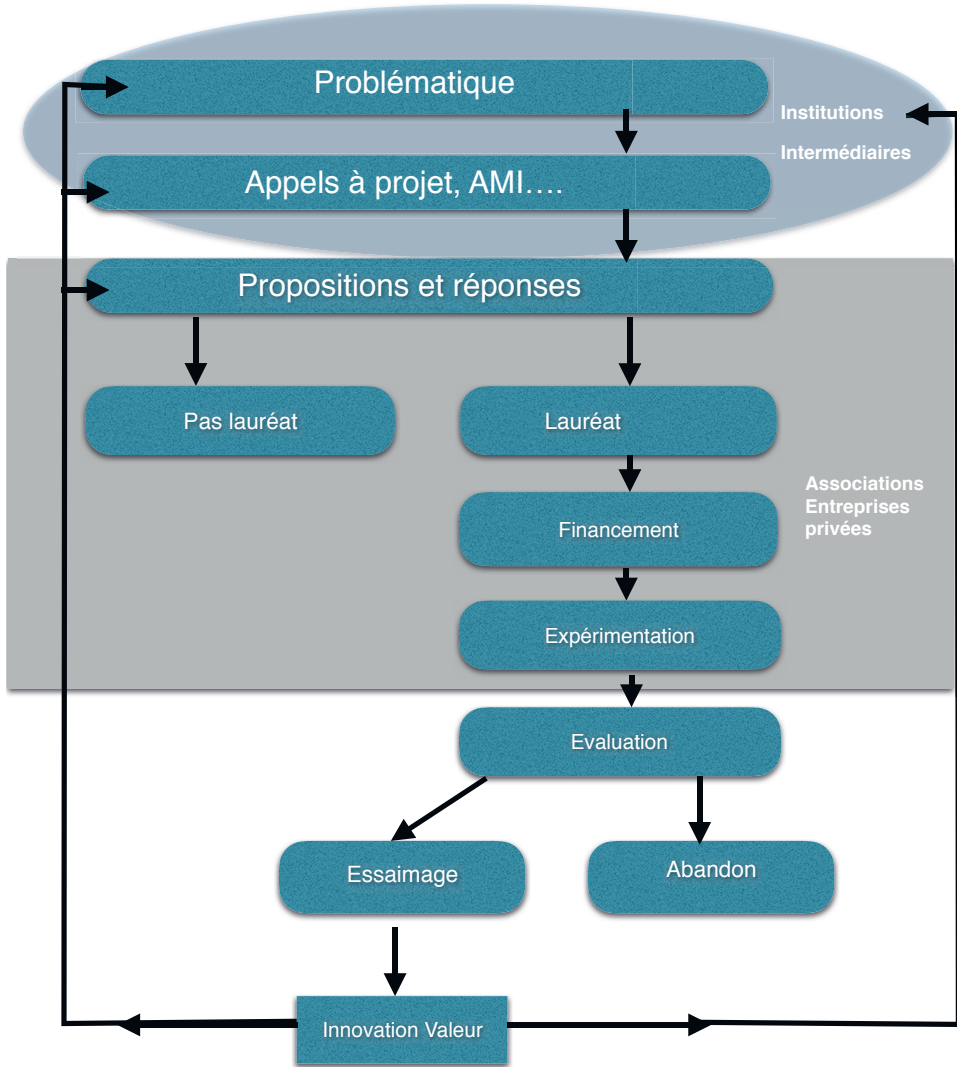 Problématique
Institutions
Intermédiaires
Appels à projet, AMI….
Propositions et réponses
Pas lauréat
Lauréat
Associations
Entreprises
privées
Financement
Expérimentation
Evaluation
Essaimage
Abandon
Innovation Valeur